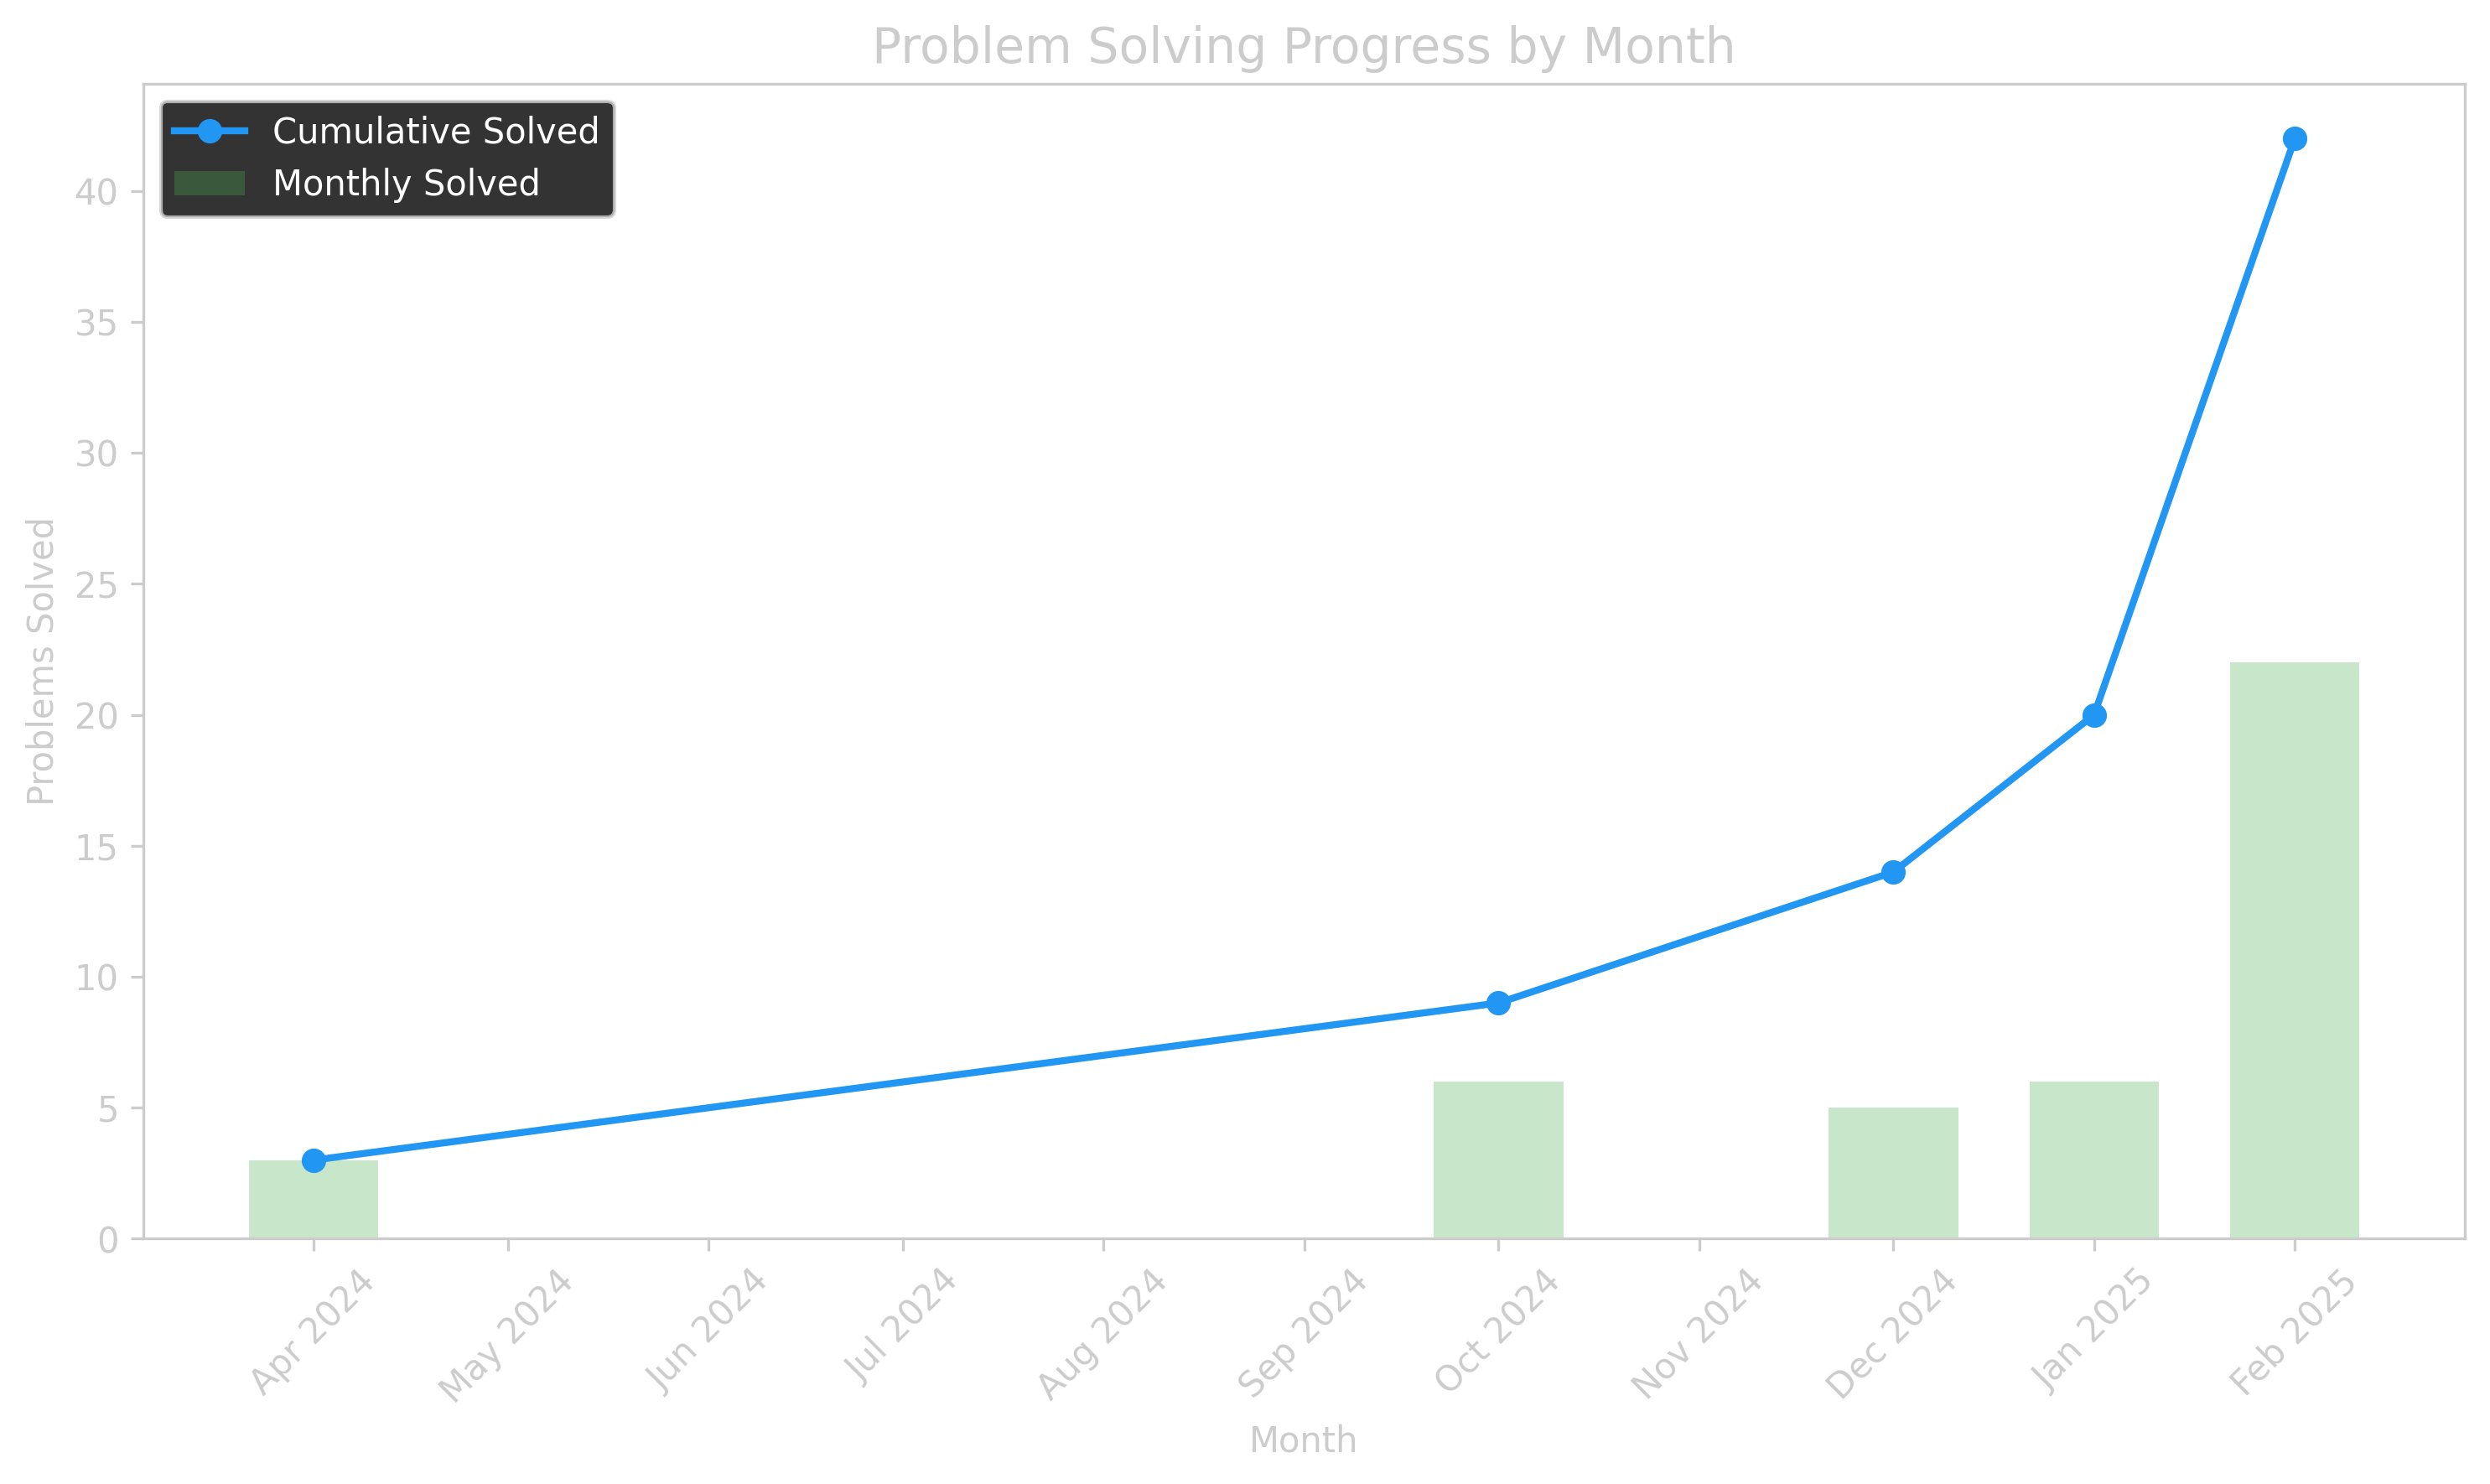 Problem Solving Progress by Month
Cumulative Solved
Monthly Solved
Problems Solved
40
35
30
25
20
15
10
5
0
Apr 2024
May 2024
Jun 2024
Jul 2024
Aug 2024
Sep 2024
Oct 2024
Nov 2024
Dec 2024
Jan 2025
Feb 2025
Month